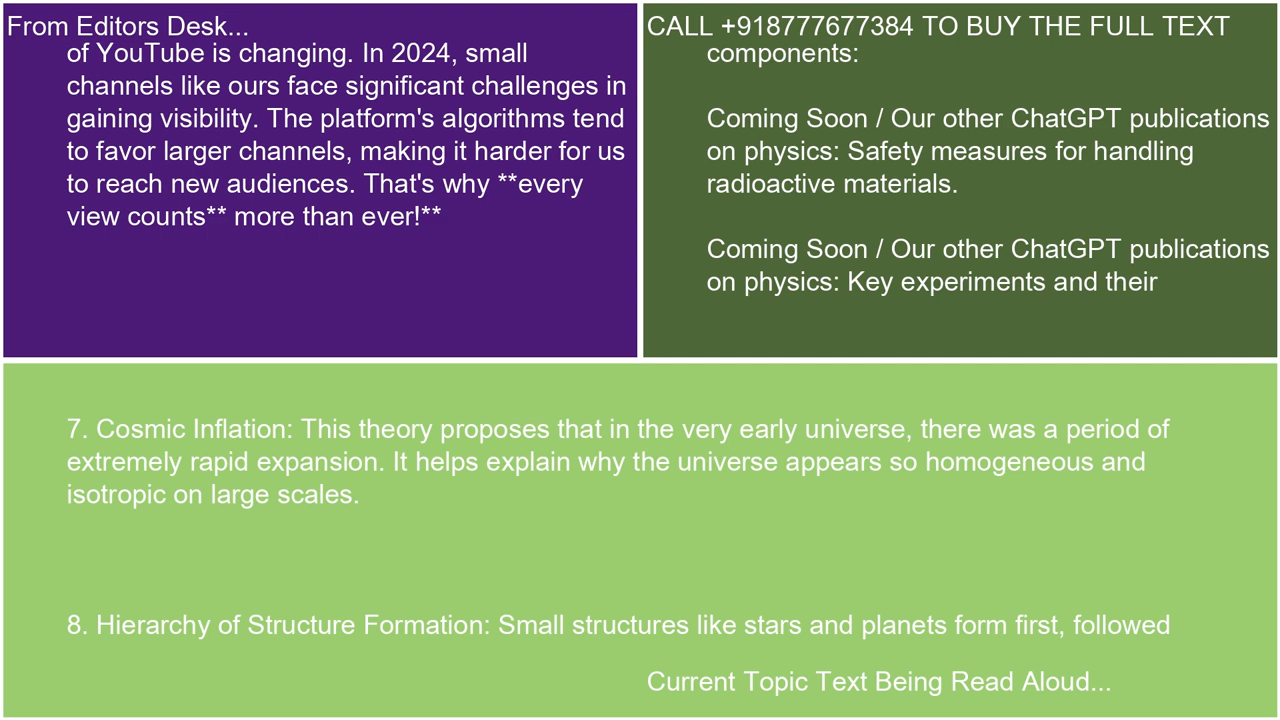 From Editors Desk...
of YouTube is changing. In 2024, small
channels like ours face significant challenges in
gaining visibility. The platform's algorithms tend
to favor larger channels, making it harder for us
to reach new audiences. That's why **every
view counts** more than ever!**
CALL +918777677384 TO BUY THE FULL TEXT
components:
Coming Soon / Our other ChatGPT publications
on physics: Safety measures for handling
radioactive materials.
Coming Soon / Our other ChatGPT publications
on physics: Key experiments and their
7. Cosmic Inflation: This theory proposes that in the very early universe, there was a period of
extremely rapid expansion. It helps explain why the universe appears so homogeneous and
isotropic on large scales.
8. Hierarchy of Structure Formation: Small structures like stars and planets form first, followed
Current Topic Text Being Read Aloud...